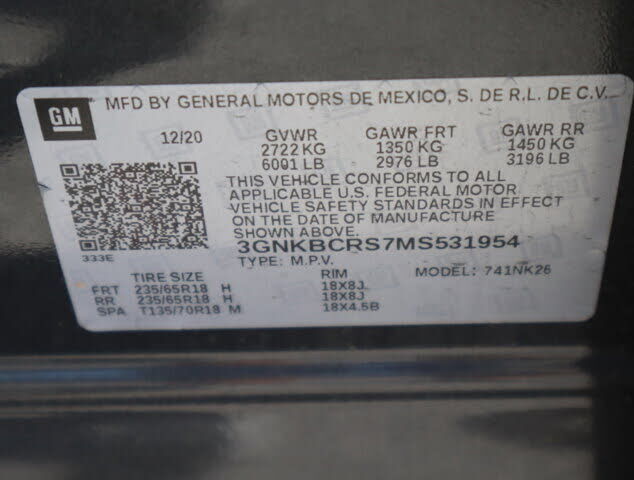 GM MFD BY GENERAL MOTORS DE MEXICO, S. DE R.L. DE C.V.
12/20 GVWR GAWR FRT GAWR RR
2722 KG 1350 KG 1450 KG
6001 LB 2976 LB 3196 LB
THIS VEHICLE CONFORMS TO ALL
APPLICABLE U.S. FEDERAL MOTOR
VEHICLE SAFETY STANDARDS IN EFFECT
ON THE DATE OF MANUFACTURE
SHOWN ABOVE.
333E 3GNKBCRS7MS531954
TYPE: M.P.V. MODEL: 741NK26
TIRE SIZE RIM
FRT 235/65R18 H 18X8J
RR 235/65R18 H 18X8J
SPA T135/70R18 M 18X4.5B